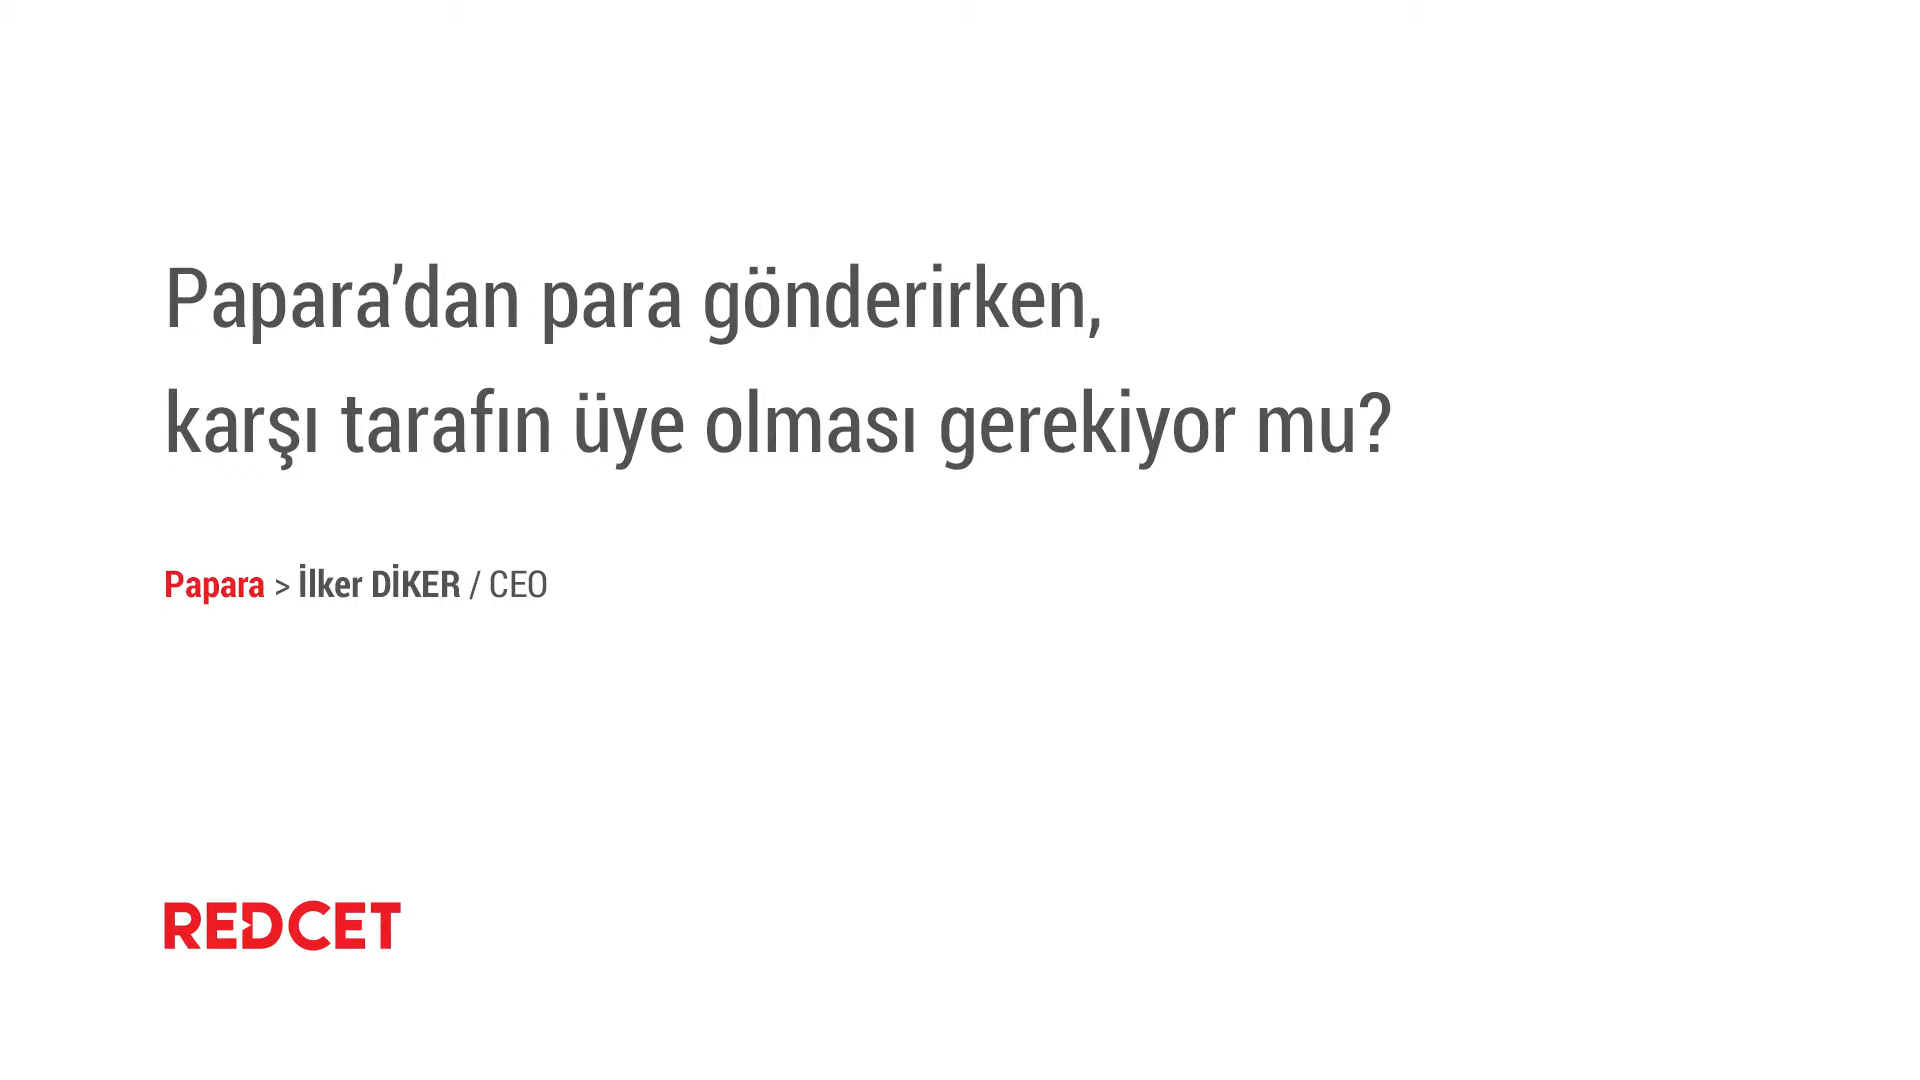 Papara’dan para gönderirken,
karşı tarafın üye olması gerekiyor mu?
Papara > İlker DİKER / CEO
REDCET